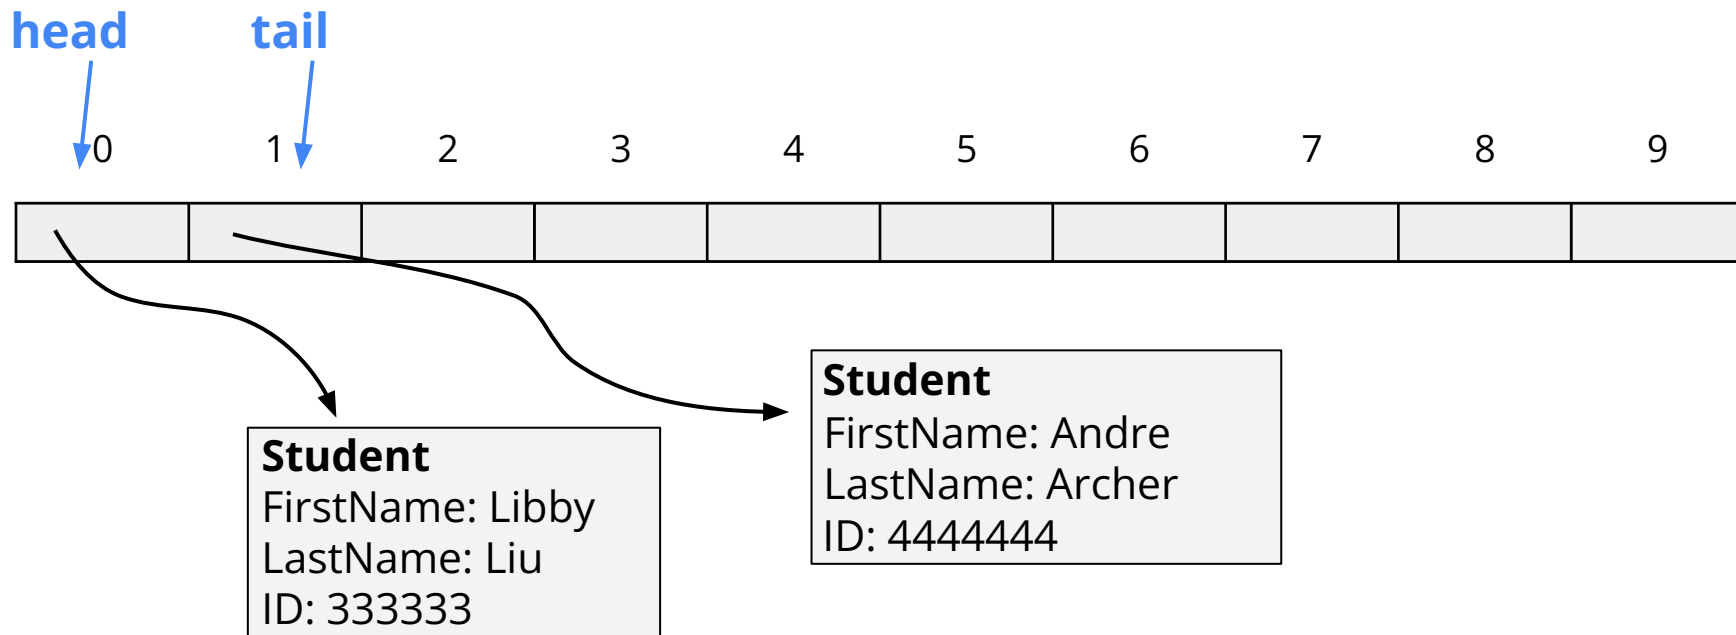 head tail
0 1 2 3 4 5 6 7 8 9
Student
FirstName: Libby
LastName: Liu
ID: 333333
Student
FirstName: Andre
LastName: Archer
ID: 4444444